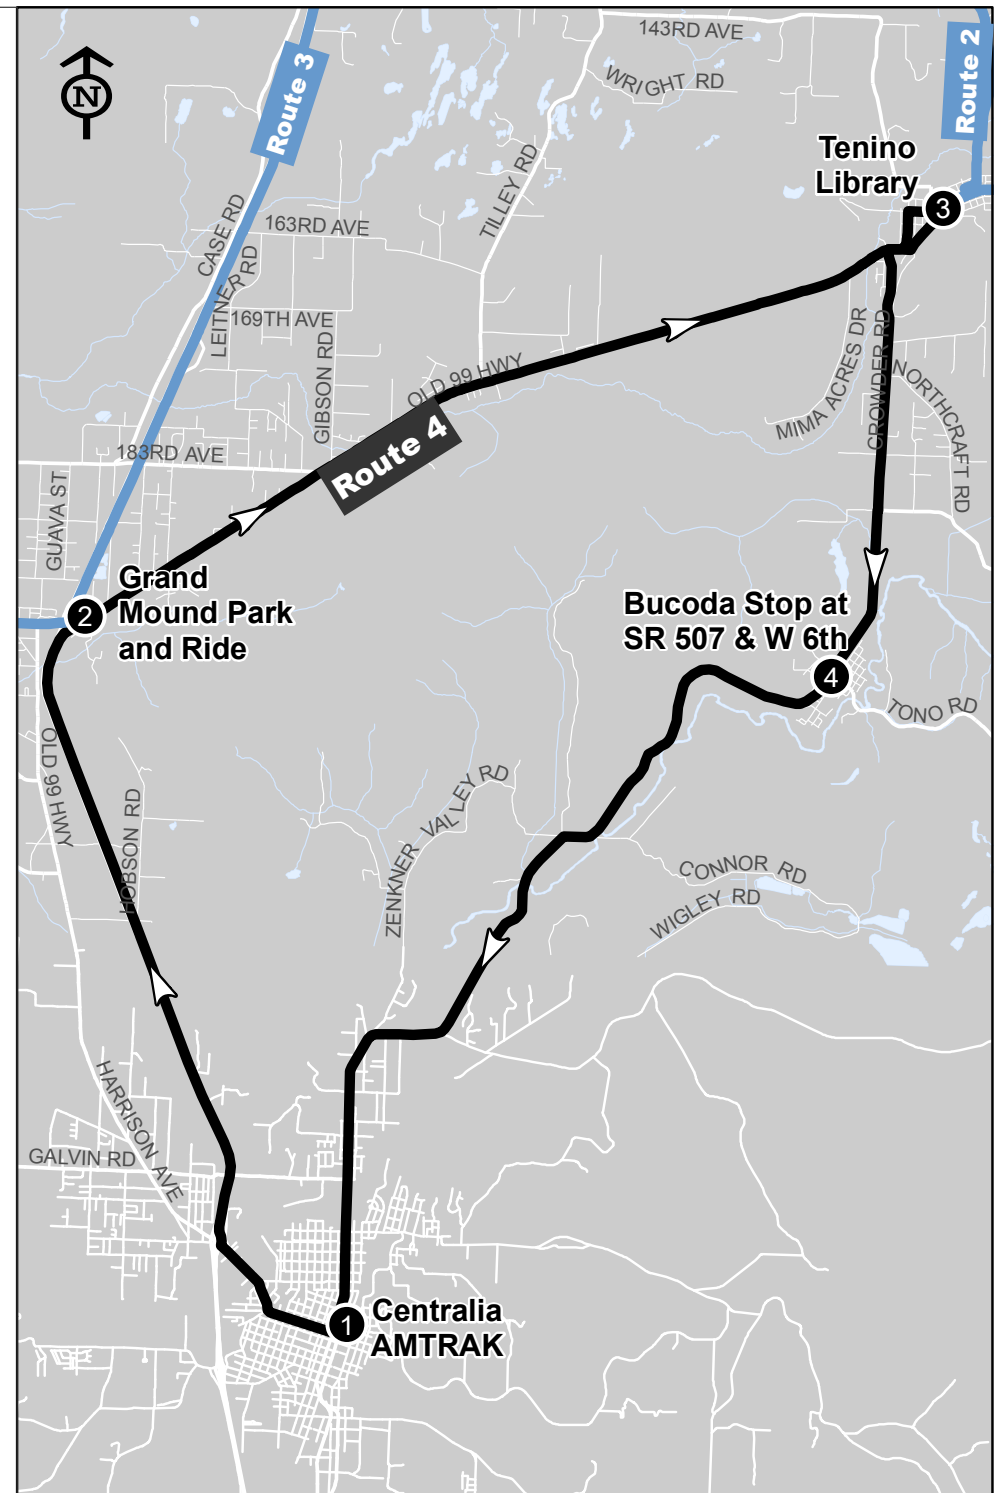 143RD AVE
WRIGHT RD
Route 3
Route 2
N
Tenino
Library
3
TILLEY RD
CASE RD
163RD AVE
LEITNER RD
169TH AVE
GIBSON RD
OLD 99 HWY
MIMA ACRES DR
CROWDER RD
NORTHCRAFT RD
Route 4
183RD AVE
GUAVA ST
2
Grand
Mound Park
and Ride
Bucoda Stop at
SR 507 & W 6th
4
TONO RD
OLD 99 HWY
HOBSON RD
ZENKNER VALLEY RD
CONNOR RD
WIGLEY RD
HARRISON AVE
GALVIN RD
1
Centralia
AMTRAK